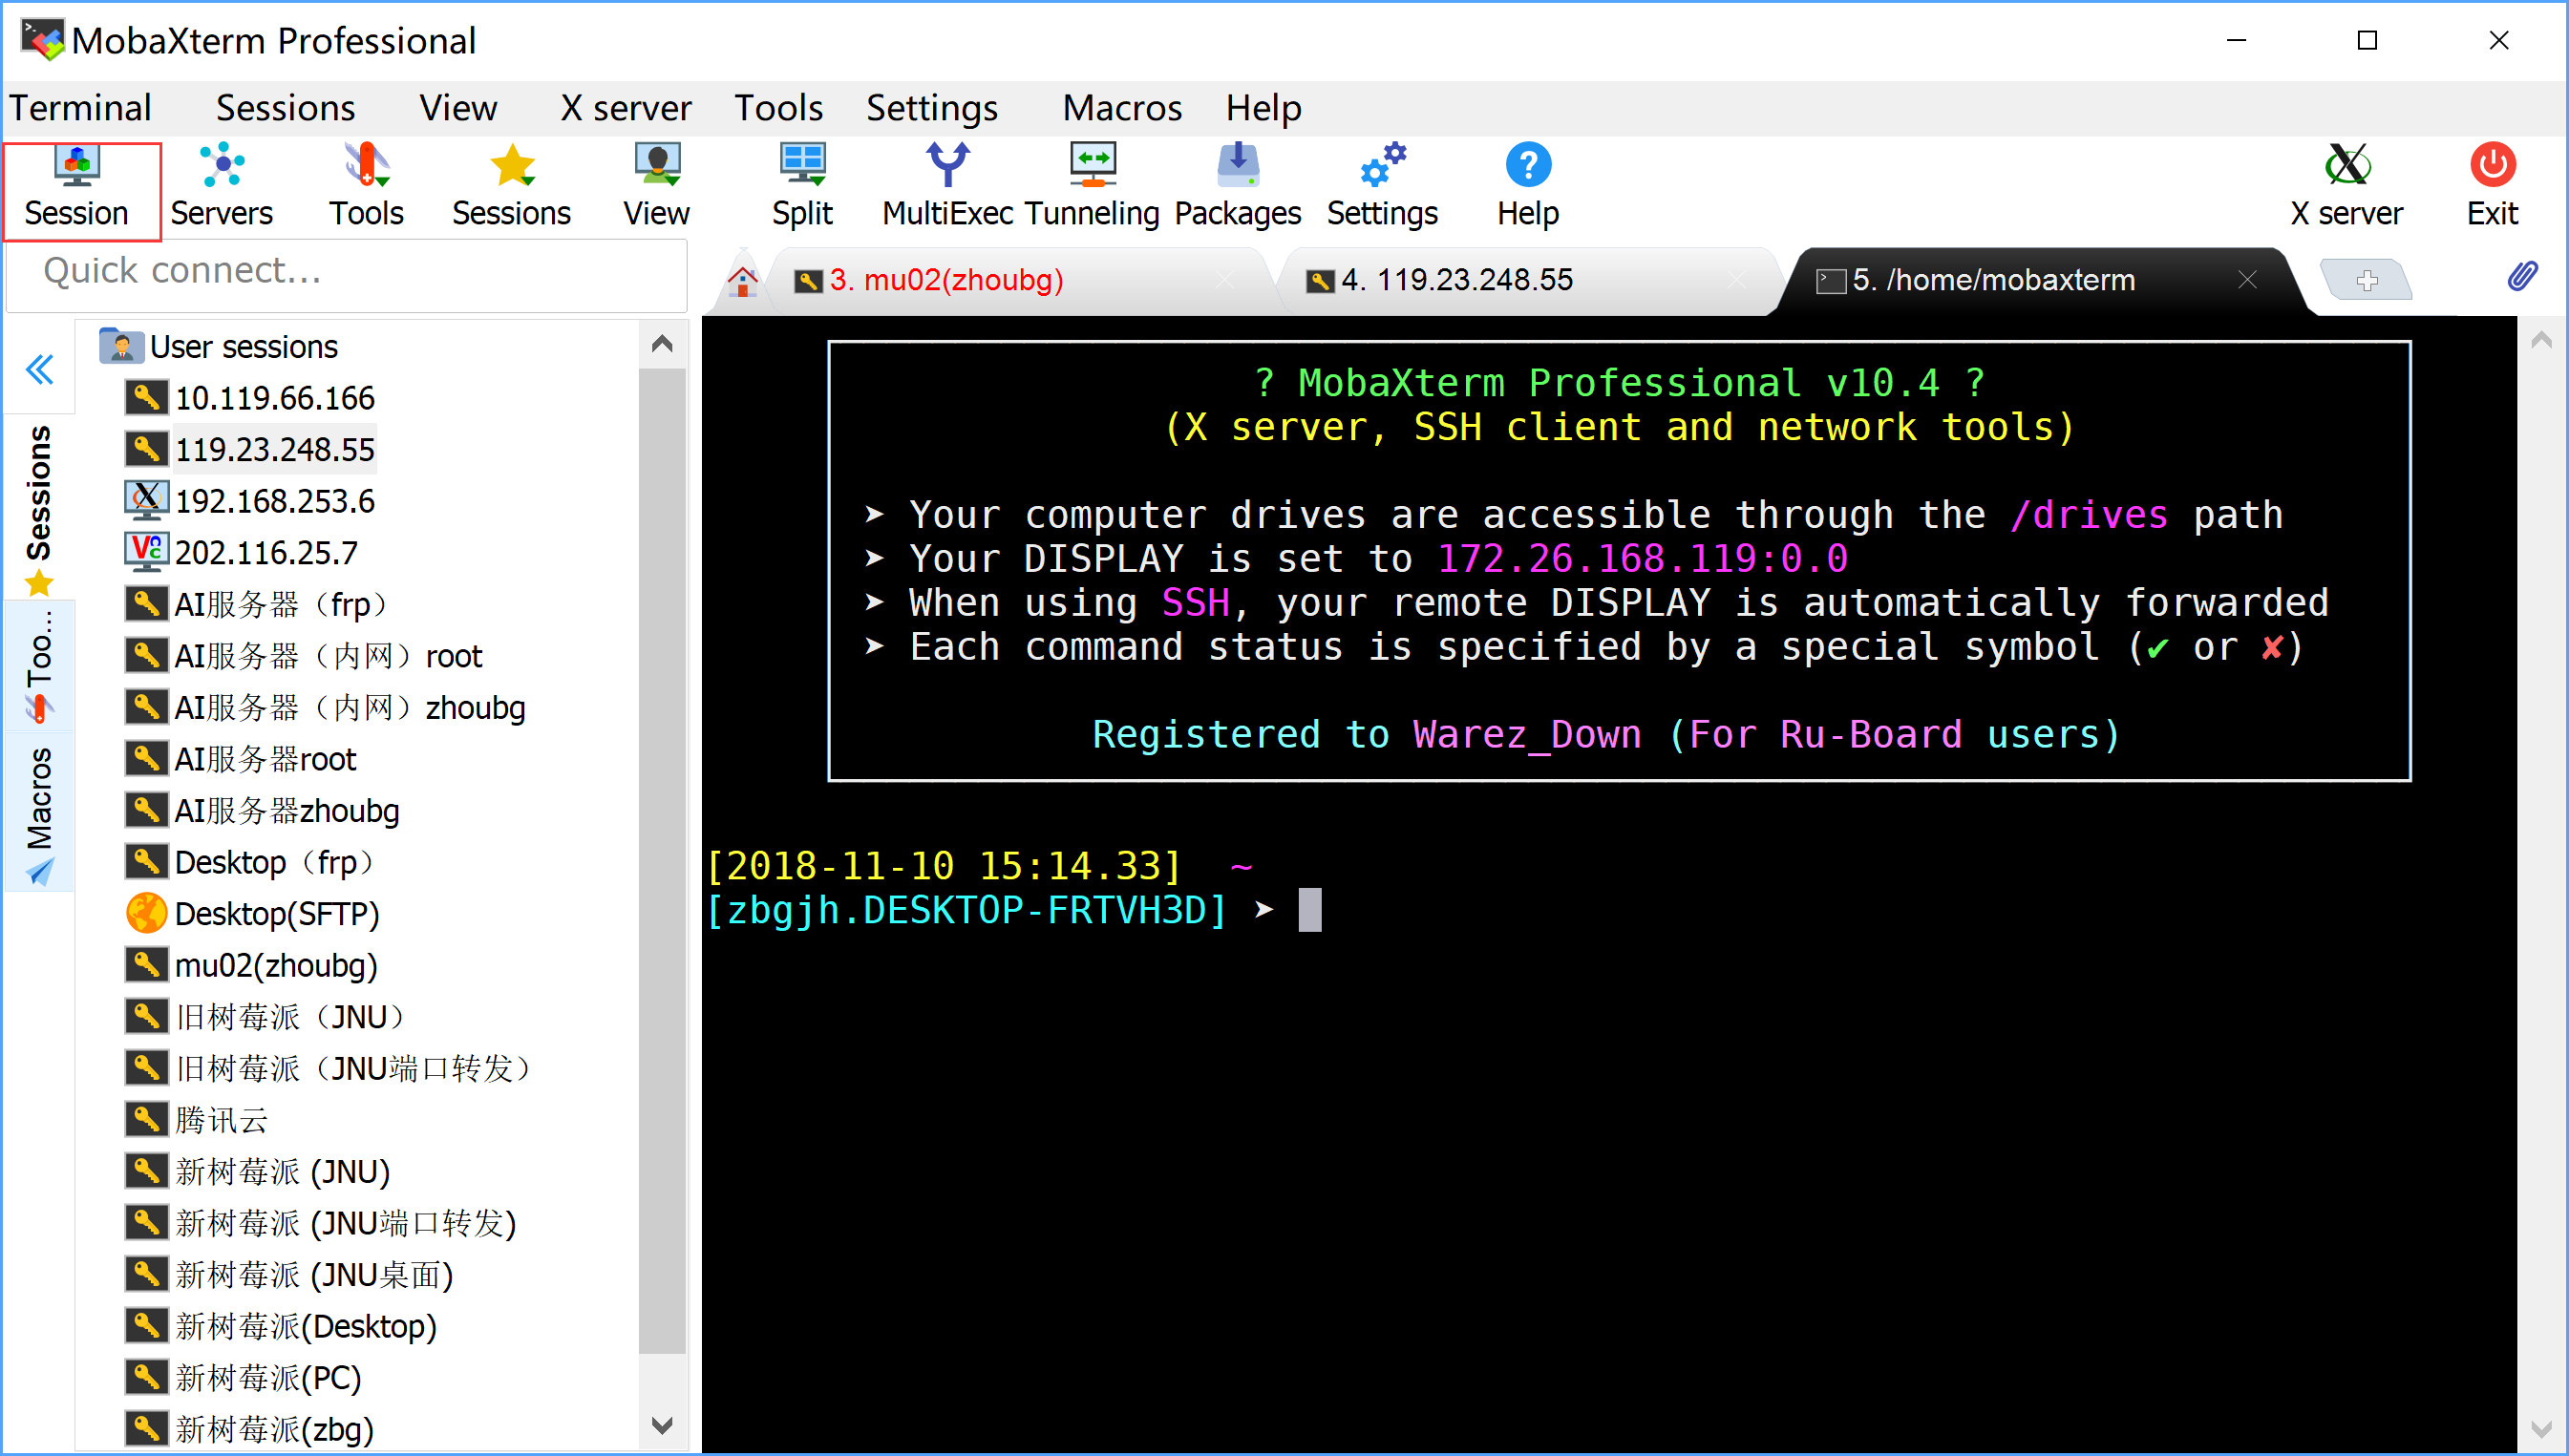 MobaXterm Professional
Terminal Sessions View X server Tools Settings Macros Help
Session Servers Tools Sessions View Split MultiExec Tunneling Packages Settings Help X server Exit
Quick connect...
3. mu02(zhoubg) 4. 119.23.248.55 5. /home/mobaxterm
Sessions
Too...
Macros
User sessions
10.119.66.166
119.23.248.55
192.168.253.6
202.116.25.7
AI服务器（frp）
AI服务器（内网）root
AI服务器（内网）zhoubg
AI服务器root
AI服务器zhoubg
Desktop（frp）
Desktop(SFTP)
mu02(zhoubg)
旧树莓派（JNU）
旧树莓派（JNU端口转发）
腾讯云
新树莓派 (JNU)
新树莓派 (JNU端口转发)
新树莓派 (JNU桌面)
新树莓派(Desktop)
新树莓派(PC)
新树莓派(zbg)
? MobaXterm Professional v10.4 ?
(X server, SSH client and network tools)
➤ Your computer drives are accessible through the /drives path
➤ Your DISPLAY is set to 172.26.168.119:0.0
➤ When using SSH, your remote DISPLAY is automatically forwarded
➤ Each command status is specified by a special symbol (✔ or ✘)
Registered to Warez_Down (For Ru-Board users)
[2018-11-10 15:14.33] ~
[zbgjh.DESKTOP-FRTVH3D] ➤